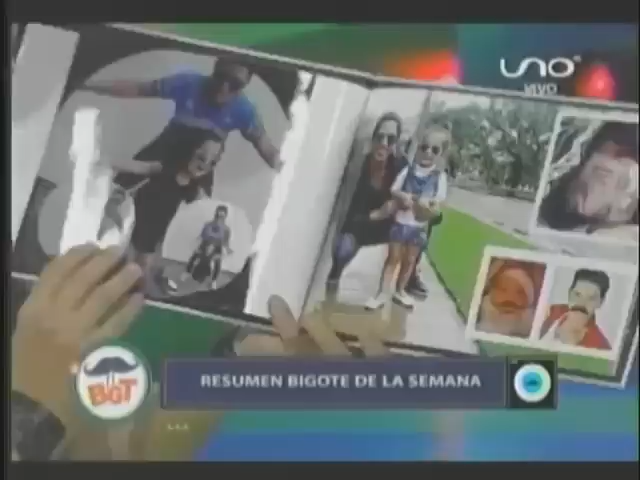 UNO
VIVO
BGT
RESUMEN BIGOTE DE LA SEMANA